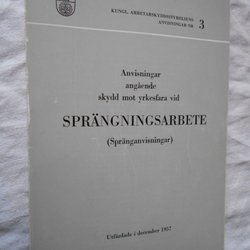 KUNGL. ARBETARSKYDDSSTYRELSENS
ANVISNINGAR NR 3
Anvisningar
angående
skydd mot yrkesfara vid
SPRÄNGNINGSARBETE
(Spränganvisningar)
Utfärdade i december 1957